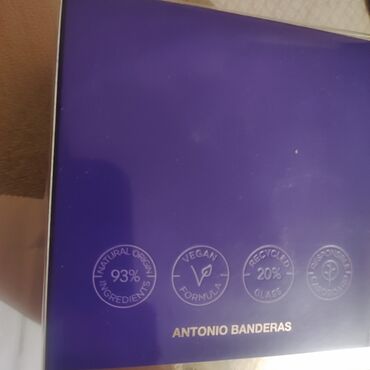 NATURAL ORIGIN
93%
INGREDIENTS
VEGAN
FORMULA
RECYCLED
20%
GLASS
ANTONIO BANDERAS